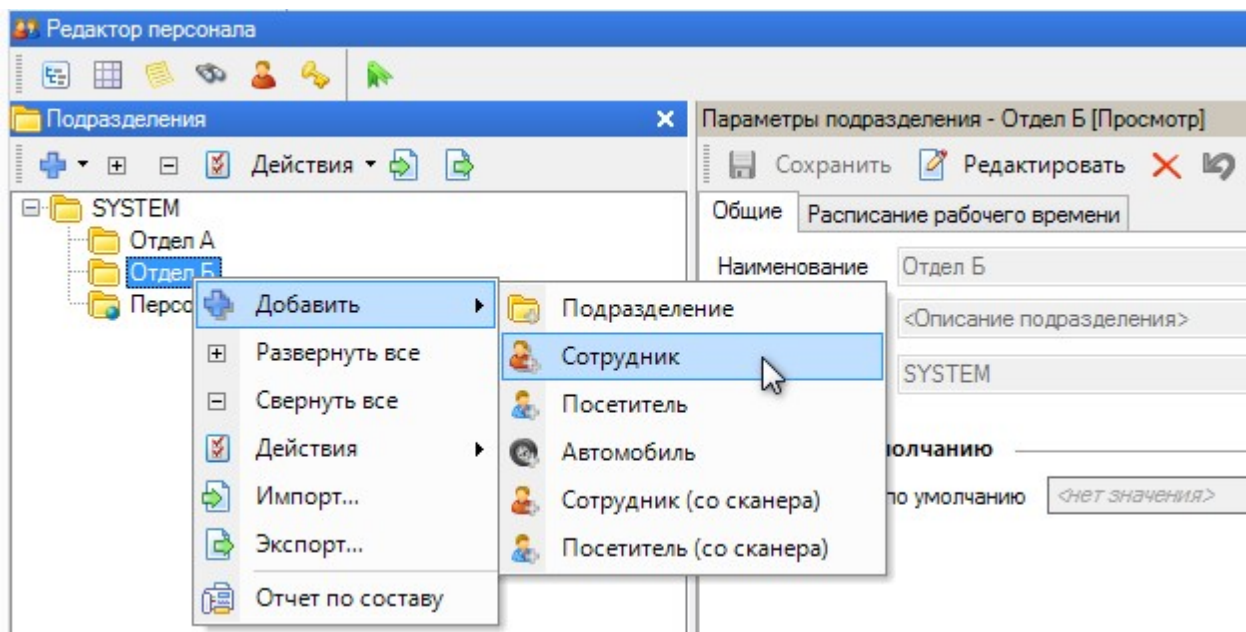 Редактор персонала
Подразделения
Действия
SYSTEM
Отдел А
Отдел Б
Персо
Добавить
Развернуть все
Свернуть все
Действия
Импорт...
Экспорт...
Отчет по составу
Подразделение
Сотрудник
Посетитель
Автомобиль
Сотрудник (со сканера)
Посетитель (со сканера)
Параметры подразделения - Отдел Б [Просмотр]
Сохранить Редактировать
Общие Расписание рабочего времени
Наименование Отдел Б
<Описание подразделения>
SYSTEM
олчанию
по умолчанию <нет значения>